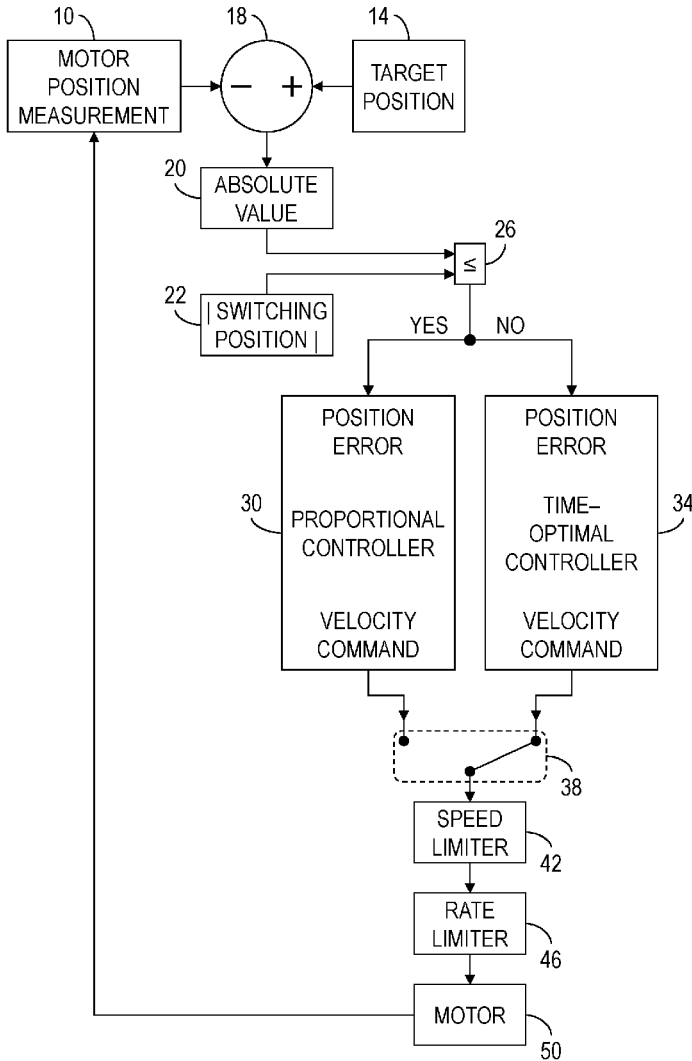 10
18
14
MOTOR
POSITION
MEASUREMENT
− +
TARGET
POSITION
20
ABSOLUTE
VALUE
26
≤
22
| SWITCHING
POSITION |
YES NO
POSITION
ERROR
30
PROPORTIONAL
CONTROLLER
VELOCITY
COMMAND
POSITION
ERROR
34
TIME–
OPTIMAL
CONTROLLER
VELOCITY
COMMAND
38
SPEED
LIMITER
42
RATE
LIMITER
46
MOTOR
50